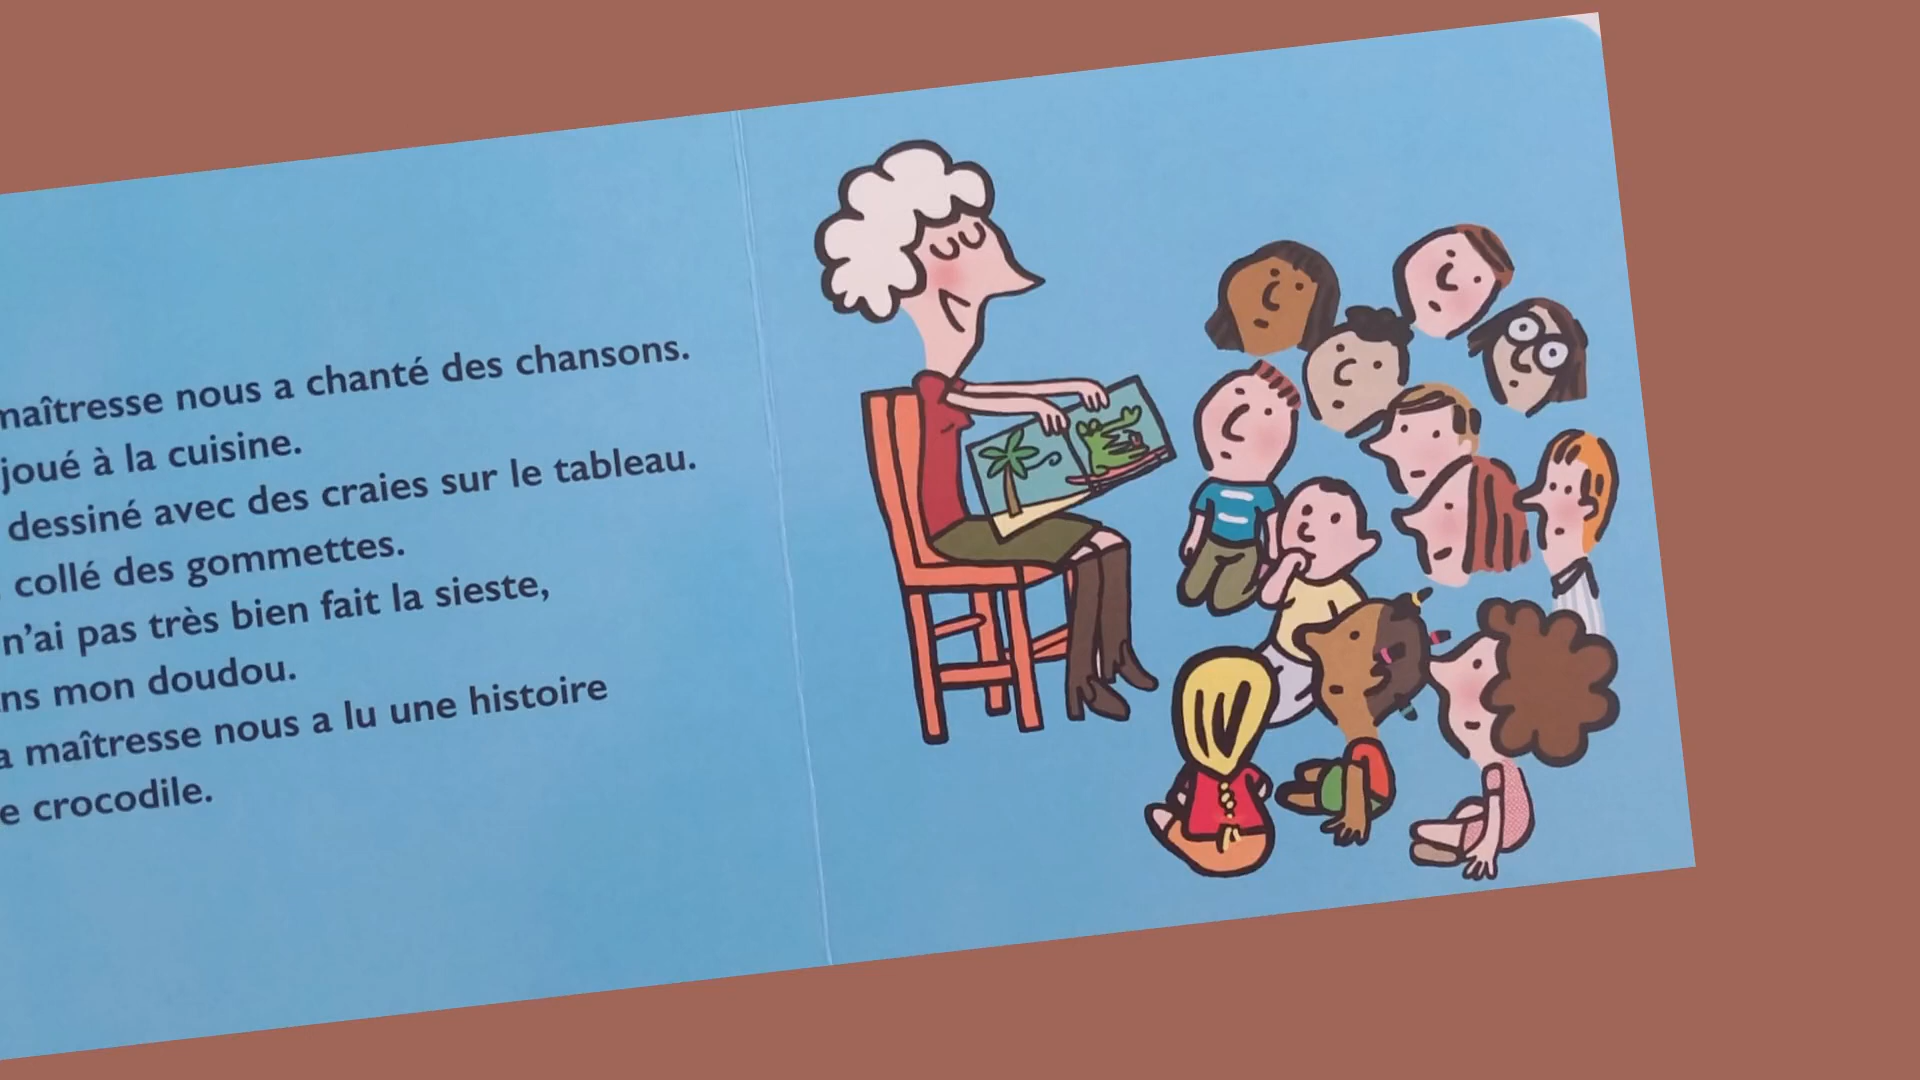 maîtresse nous a chanté des chansons.
joué à la cuisine.
dessiné avec des craies sur le tableau.
collé des gommettes.
n'ai pas très bien fait la sieste,
mon doudou.
maîtresse nous a lu une histoire
crocodile.